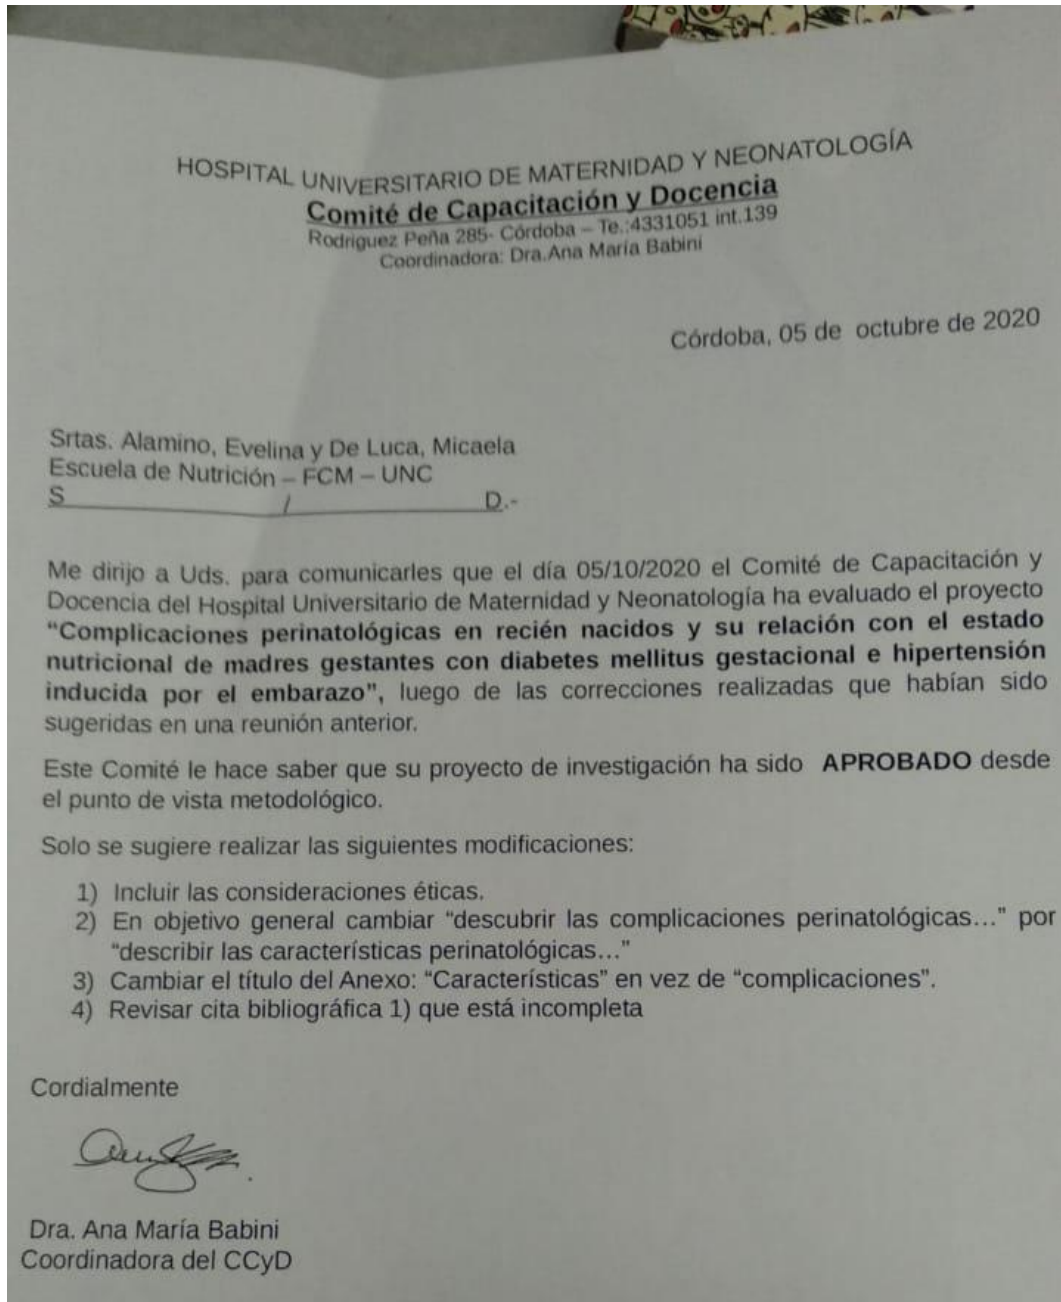 HOSPITAL UNIVERSITARIO DE MATERNIDAD Y NEONATOLOGÍA
Comité de Capacitación y Docencia
Rodriguez Peña 285- Córdoba – Te.:4331051 int.139
Coordinadora: Dra.Ana María Babini
Córdoba, 05 de octubre de 2020
Srtas. Alamino, Evelina y De Luca, Micaela
Escuela de Nutrición – FCM – UNC
S / D.-
Me dirijo a Uds. para comunicarles que el día 05/10/2020 el Comité de Capacitación y
Docencia del Hospital Universitario de Maternidad y Neonatología ha evaluado el proyecto
“Complicaciones perinatológicas en recién nacidos y su relación con el estado
nutricional de madres gestantes con diabetes mellitus gestacional e hipertensión
inducida por el embarazo”, luego de las correcciones realizadas que habían sido
sugeridas en una reunión anterior.
Este Comité le hace saber que su proyecto de investigación ha sido APROBADO desde
el punto de vista metodológico.
Solo se sugiere realizar las siguientes modificaciones:
1) Incluir las consideraciones éticas.
2) En objetivo general cambiar “descubrir las complicaciones perinatológicas...” por
“describir las características perinatológicas...”
3) Cambiar el título del Anexo: “Características” en vez de “complicaciones”.
4) Revisar cita bibliográfica 1) que está incompleta
Cordialmente
Dra. Ana María Babini
Coordinadora del CCyD